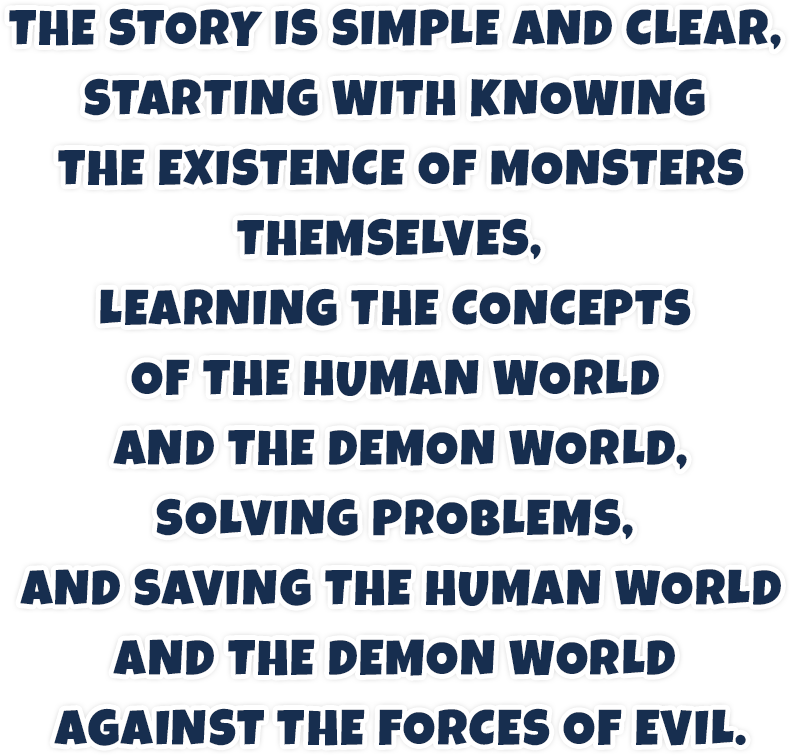 THE STORY IS SIMPLE AND CLEAR,
STARTING WITH KNOWING
THE EXISTENCE OF MONSTERS
THEMSELVES,
LEARNING THE CONCEPTS
OF THE HUMAN WORLD
AND THE DEMON WORLD,
SOLVING PROBLEMS,
AND SAVING THE HUMAN WORLD
AND THE DEMON WORLD
AGAINST THE FORCES OF EVIL.